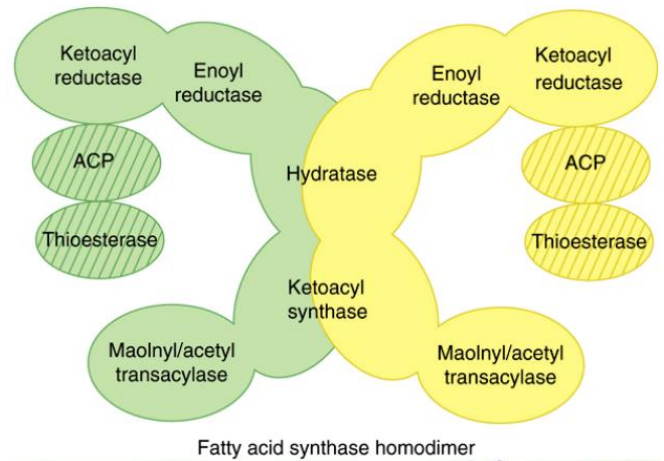 Ketoacyl
reductase
Enoyl
reductase
Enoyl
reductase
Ketoacyl
reductase
ACP
ACP
Hydratase
Thioesterase
Thioesterase
Ketoacyl
synthase
Maolnyl/acetyl
transacylase
Maolnyl/acetyl
transacylase
Fatty acid synthase homodimer